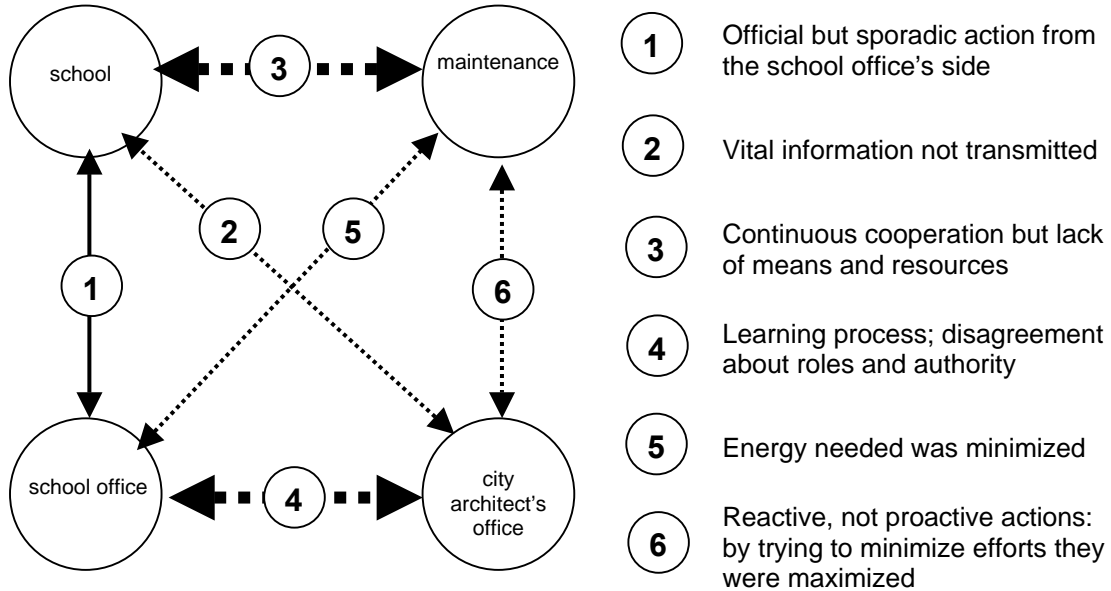 school
3
maintenance
2
5
1
6
school office
4
city
architect's
office
1
Official but sporadic action from
the school office's side
2
Vital information not transmitted
3
Continuous cooperation but lack
of means and resources
4
Learning process; disagreement
about roles and authority
5
Energy needed was minimized
6
Reactive, not proactive actions:
by trying to minimize efforts they
were maximized